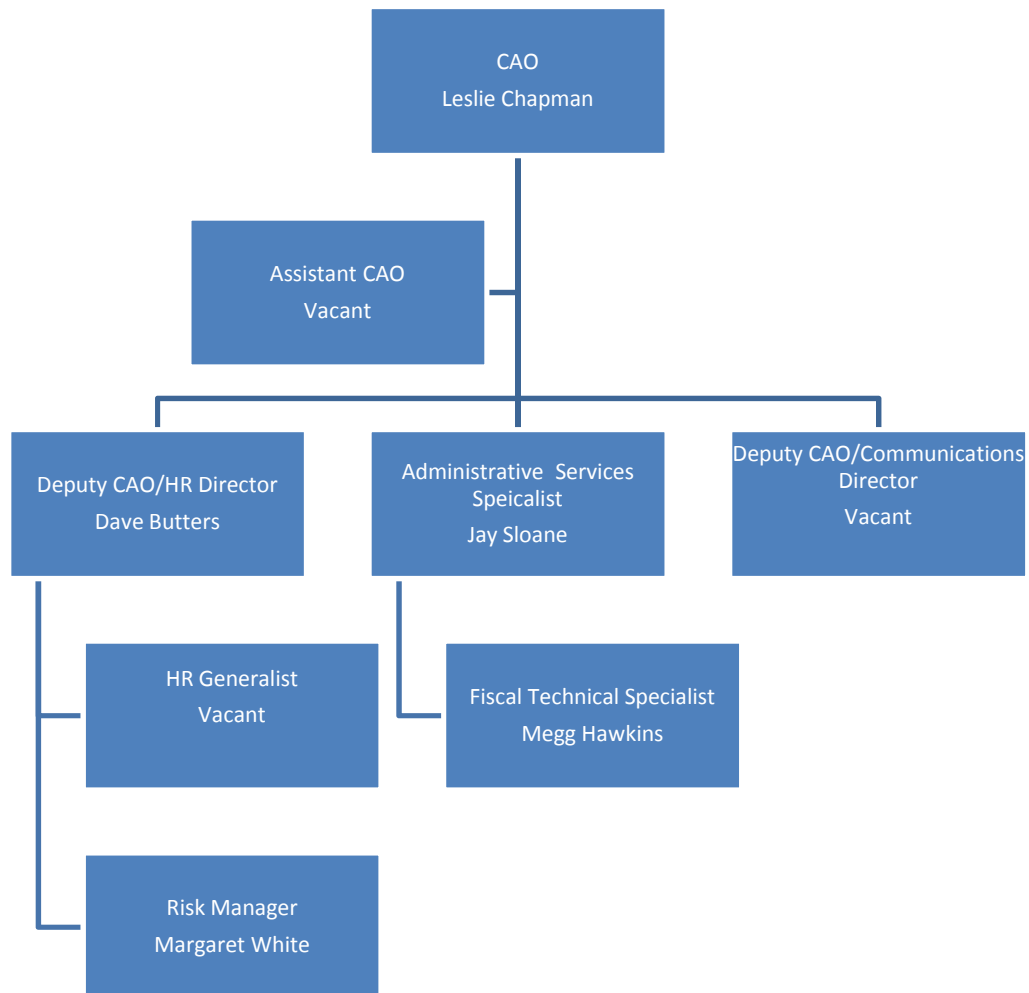 CAO
Leslie Chapman
Assistant CAO
Vacant
Deputy CAO/HR Director
Dave Butters
Administrative  Services
Speicalist
Jay Sloane
Deputy CAO/Communications
Director
Vacant
HR Generalist
Vacant
Fiscal Technical Specialist
Megg Hawkins
Risk Manager
Margaret White